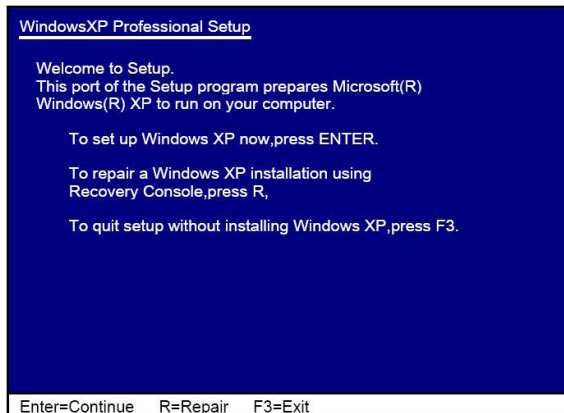 WindowsXP Professional Setup
Welcome to Setup.
This port of the Setup program prepares Microsoft(R)
Windows(R) XP to run on your computer.
To set up Windows XP now,press ENTER.
To repair a Windows XP installation using
Recovery Console,press R,
To quit setup without installing Windows XP,press F3.
Enter=Continue R=Repair F3=Exit